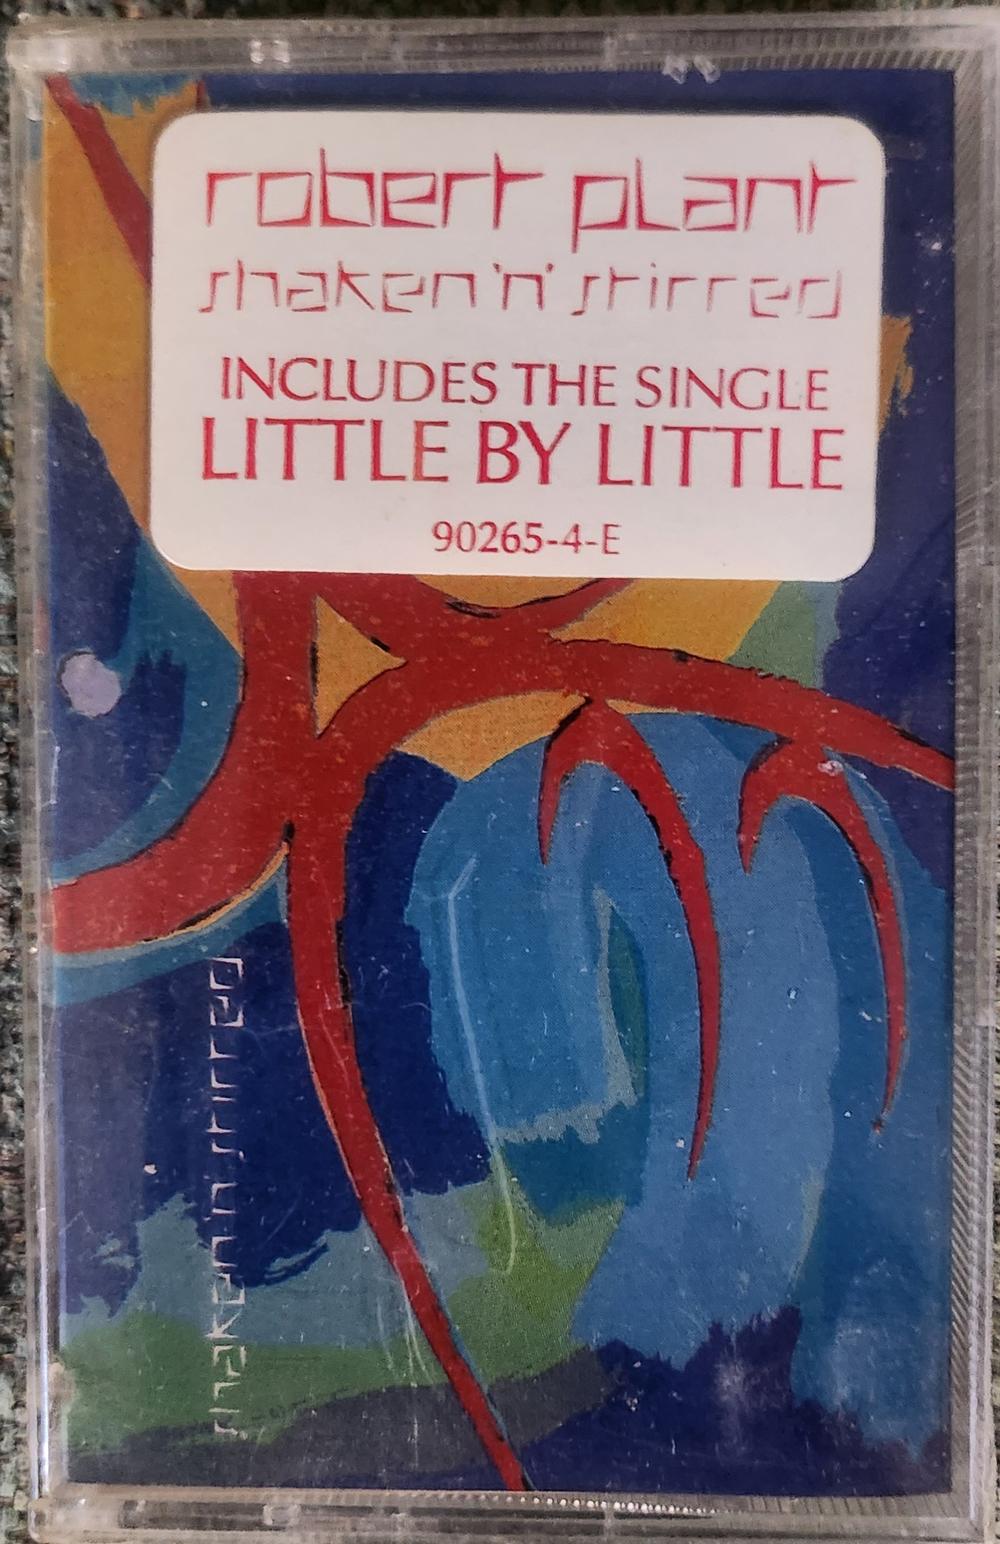 robert pLant
shaken 'n' stirred
INCLUDES THE SINGLE
LITTLE BY LITTLE
90265-4-E
shaken 'n' stirred